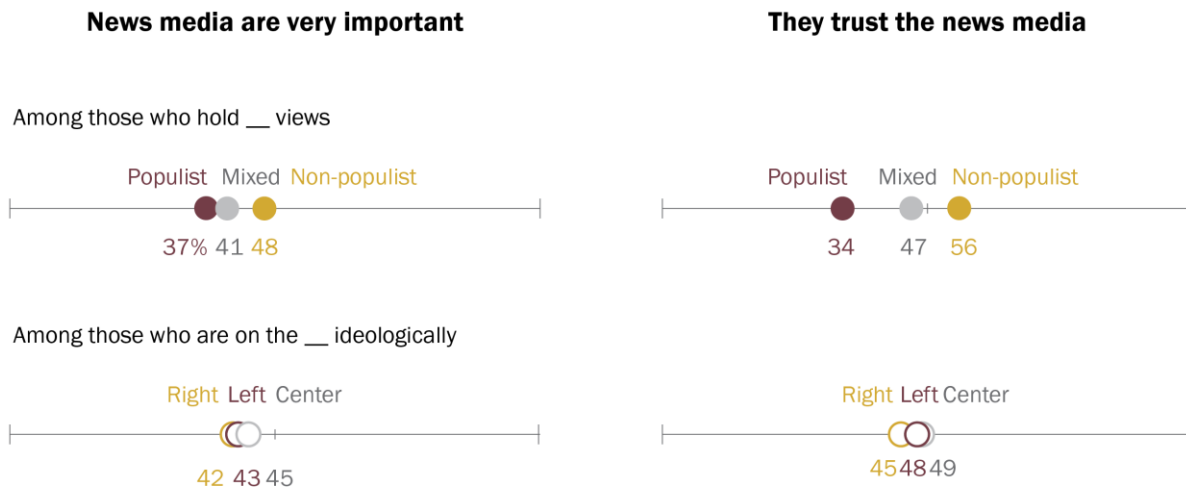 News media are very important
They trust the news media
Among those who hold __ views
Populist Mixed Non-populist
37% 41 48
Populist Mixed Non-populist
34 47 56
Among those who are on the __ ideologically
Right Left Center
42 43 45
Right Left Center
45 48 49